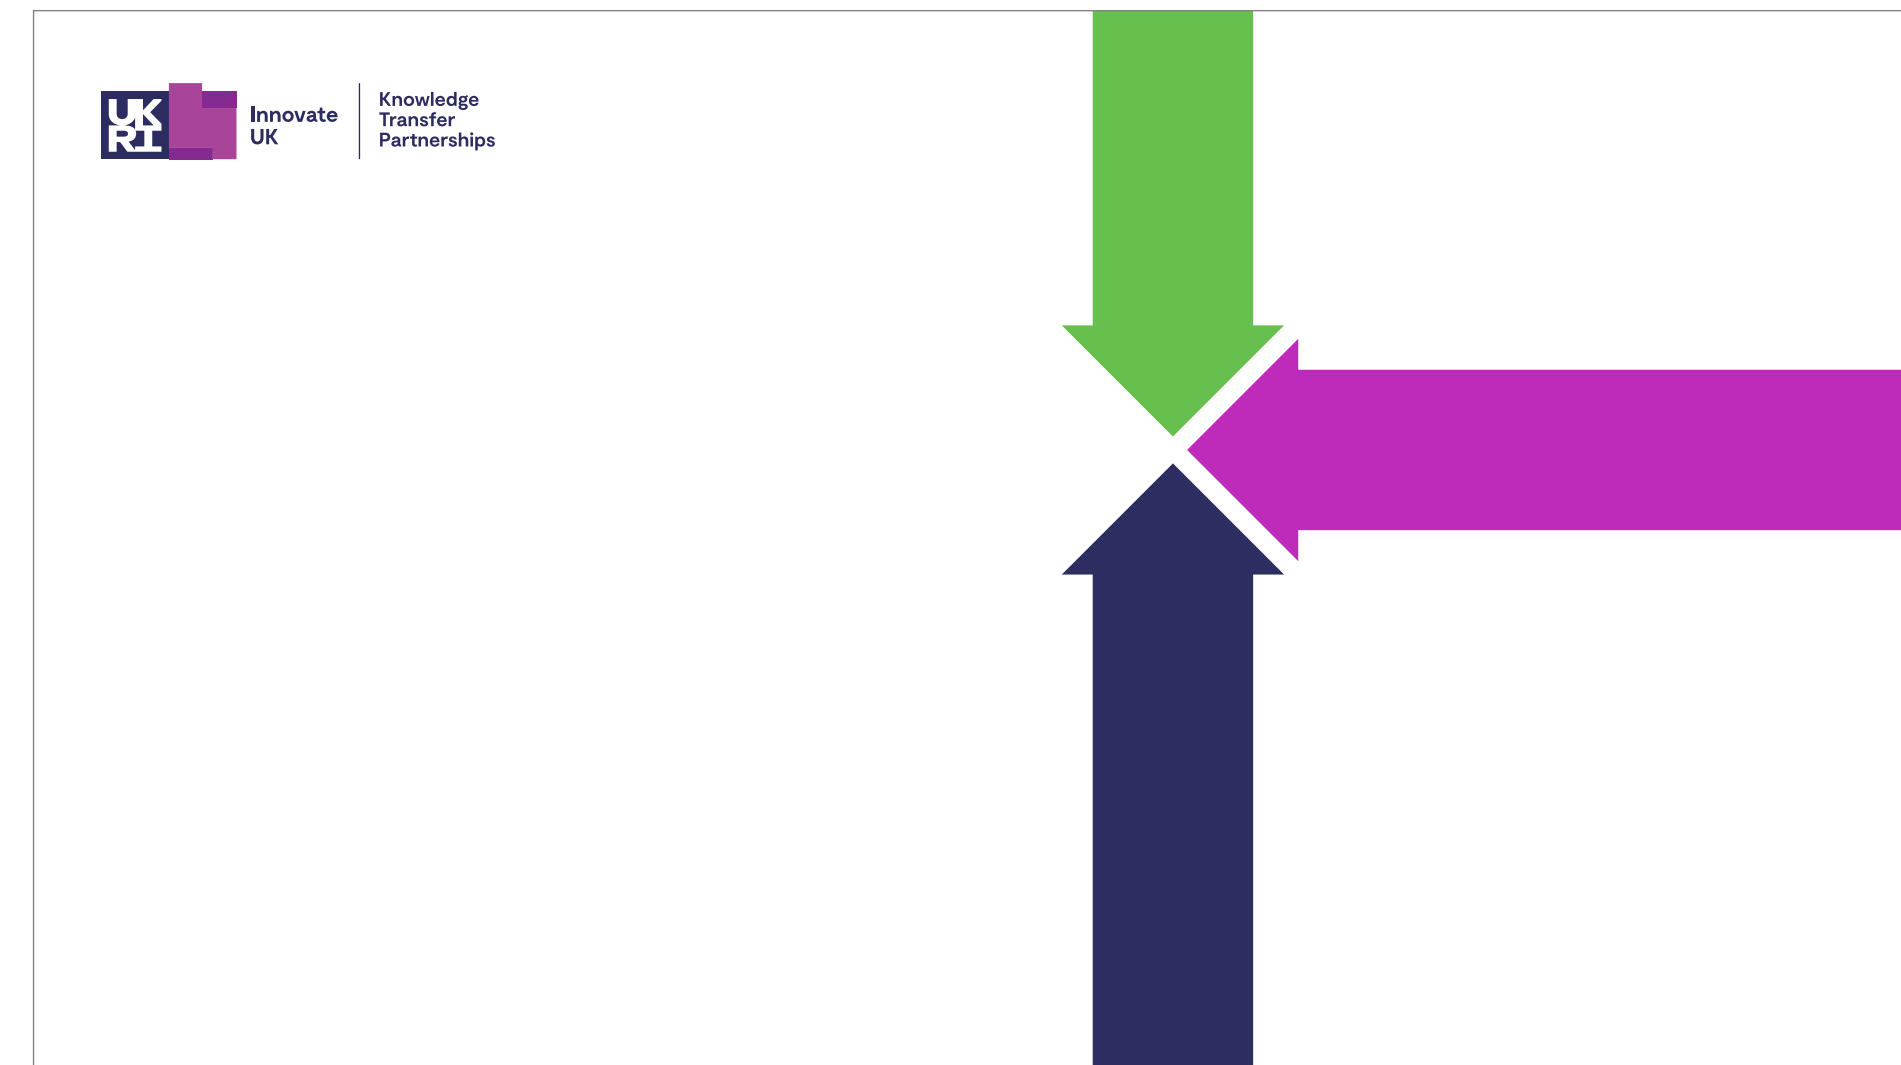 UK
RI
Innovate
UK
Knowledge
Transfer
Partnerships